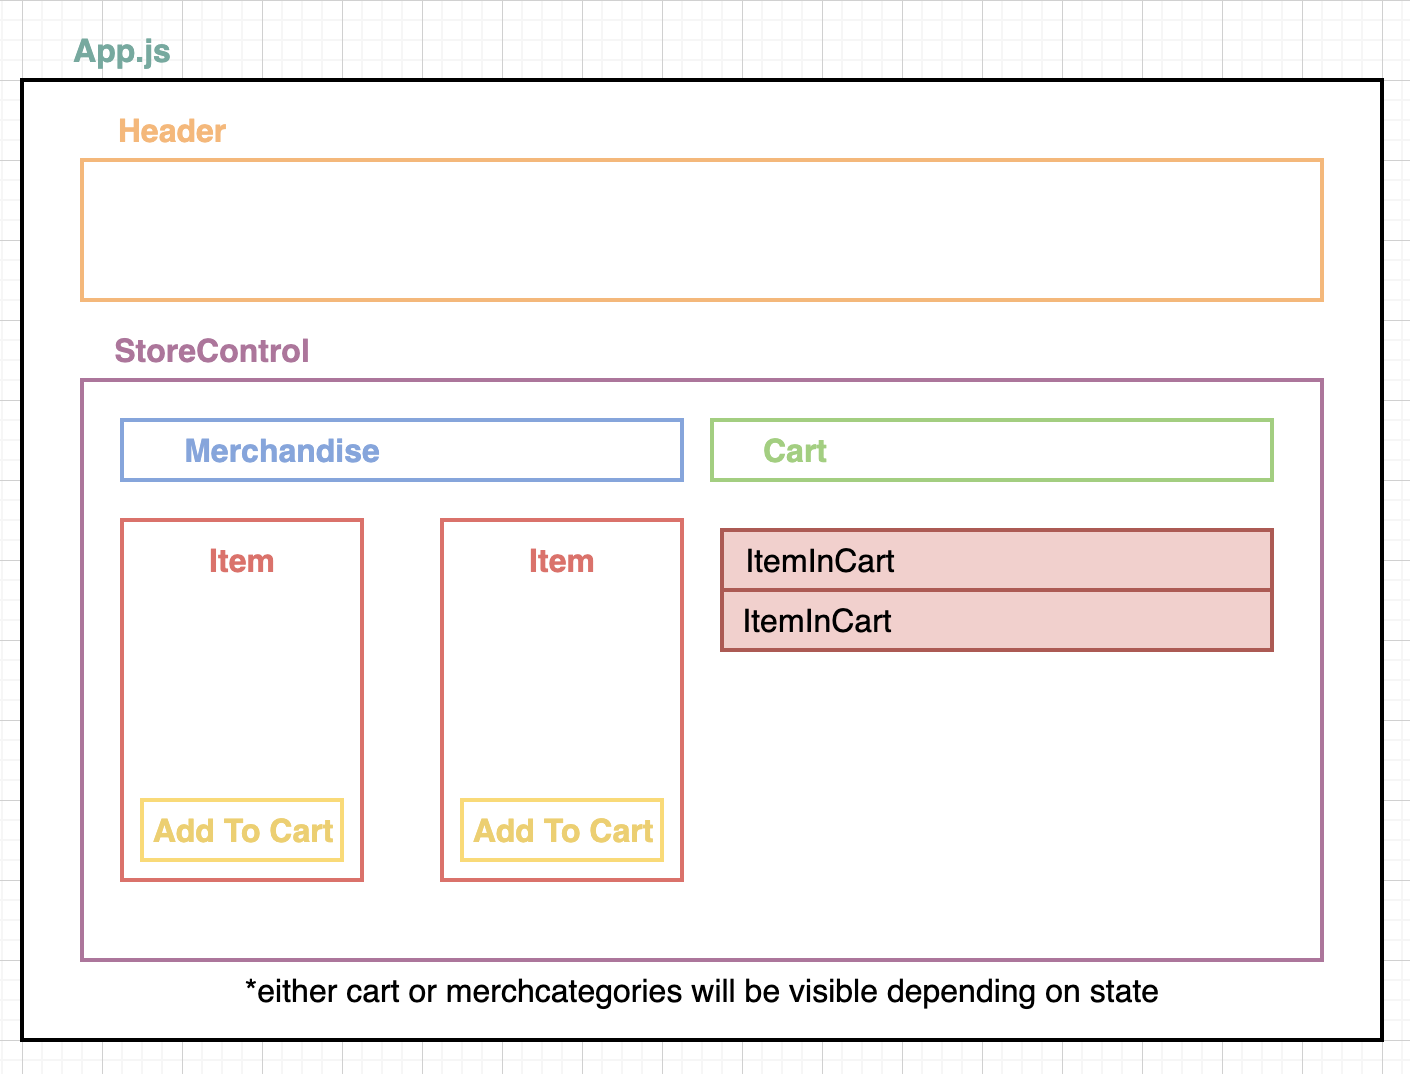 App.js
Header
StoreControl
Merchandise
Cart
Item
Item
ItemInCart
ItemInCart
Add To Cart
Add To Cart
*either cart or merchcategories will be visible depending on state